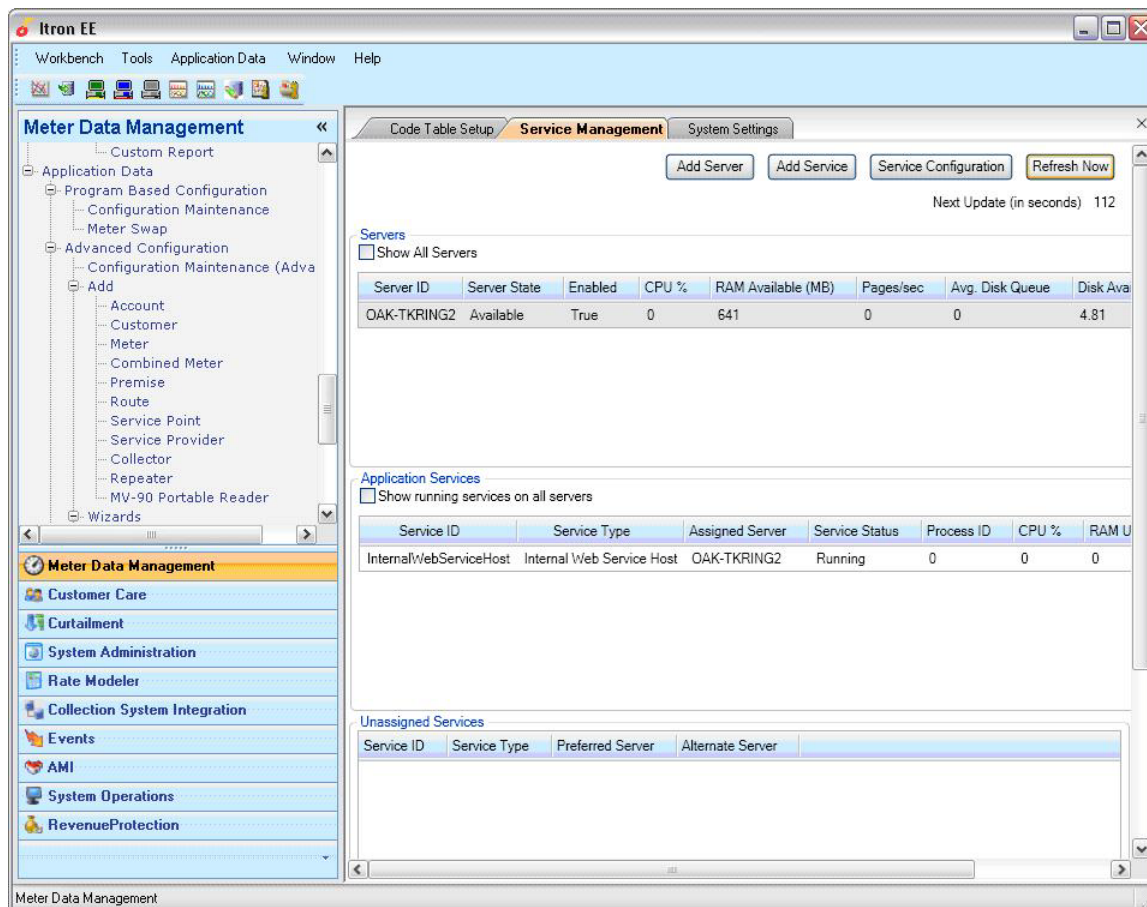 Itron EE
Workbench Tools Application Data Window Help
Meter Data Management «
Custom Report
Application Data
Program Based Configuration
Configuration Maintenance
Meter Swap
Advanced Configuration
Configuration Maintenance (Adva
Add
Account
Customer
Meter
Combined Meter
Premise
Route
Service Point
Service Provider
Collector
Repeater
MV-90 Portable Reader
Wizards
Meter Data Management
Customer Care
Curtailment
System Administration
Rate Modeler
Collection System Integration
Events
AMI
System Operations
RevenueProtection
Code Table Setup Service Management System Settings
Add Server Add Service Service Configuration Refresh Now
Next Update (in seconds) 112
Servers
Show All Servers
Server ID Server State Enabled CPU % RAM Available (MB) Pages/sec Avg. Disk Queue Disk Avai
OAK-TKRING2 Available True 0 641 0 0 4.81
Application Services
Show running services on all servers
Service ID Service Type Assigned Server Service Status Process ID CPU % RAM U
InternalWebServiceHost Internal Web Service Host OAK-TKRING2 Running 0 0 0
Unassigned Services
Service ID Service Type Preferred Server Alternate Server
Meter Data Management